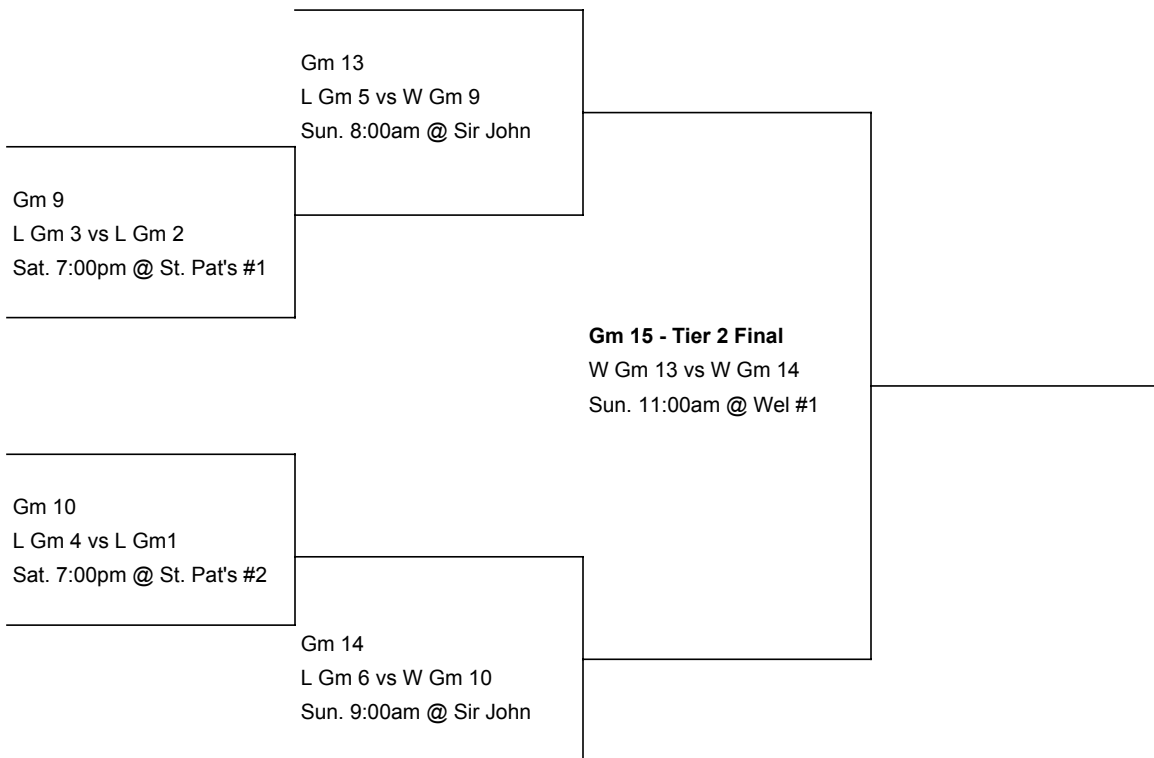 Gm 13
L Gm 5 vs W Gm 9
Sun. 8:00am @ Sir John
Gm 9
L Gm 3 vs L Gm 2
Sat. 7:00pm @ St. Pat's #1
Gm 15 - Tier 2 Final
W Gm 13 vs W Gm 14
Sun. 11:00am @ Wel #1
Gm 10
L Gm 4 vs L Gm1
Sat. 7:00pm @ St. Pat's #2
Gm 14
L Gm 6 vs W Gm 10
Sun. 9:00am @ Sir John